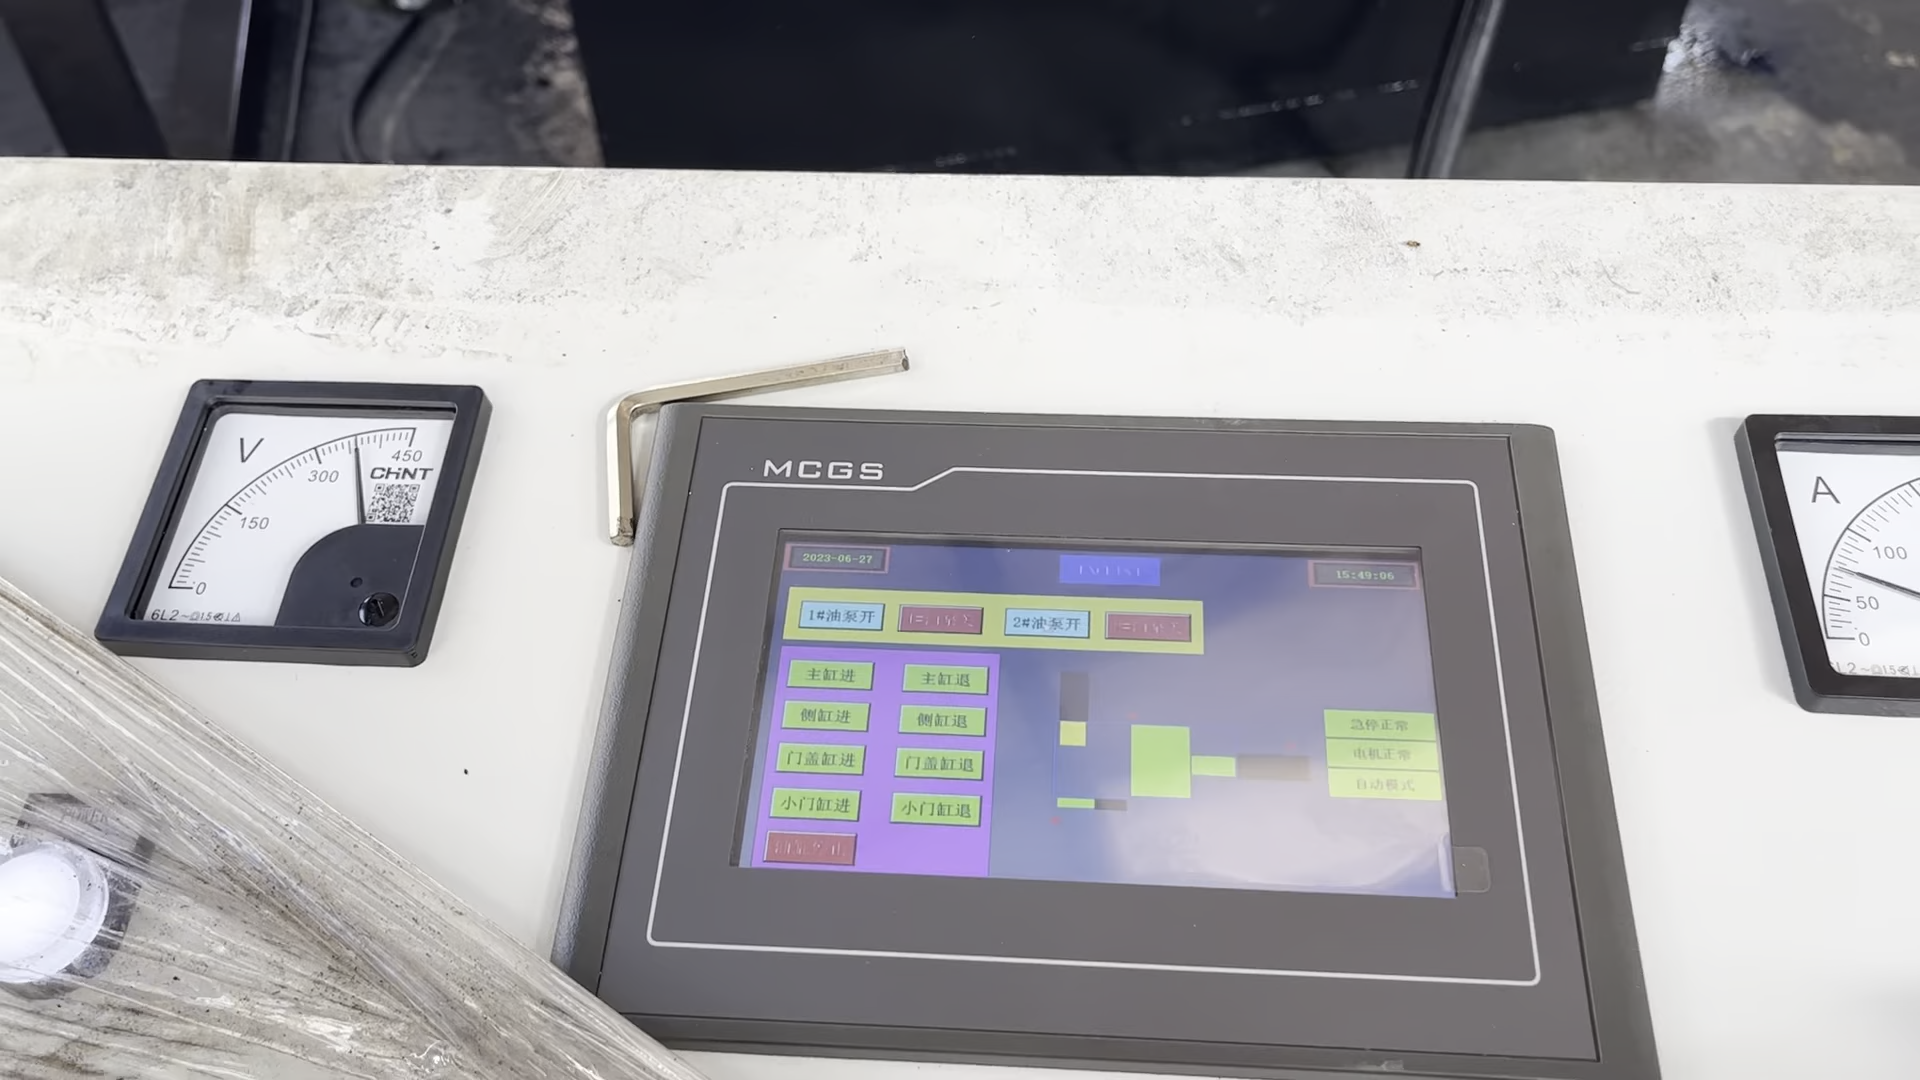 V
450
CHNT
300
150
0
6L2
MCGS
2023-06-27
15:49:06
1#油泵开
2#油泵开
主缸进
主缸退
侧缸进
侧缸退
门盖缸进
门盖缸退
小门缸进
小门缸退
急停正常
电机正常
自动模式
A
100
50
0
POWER